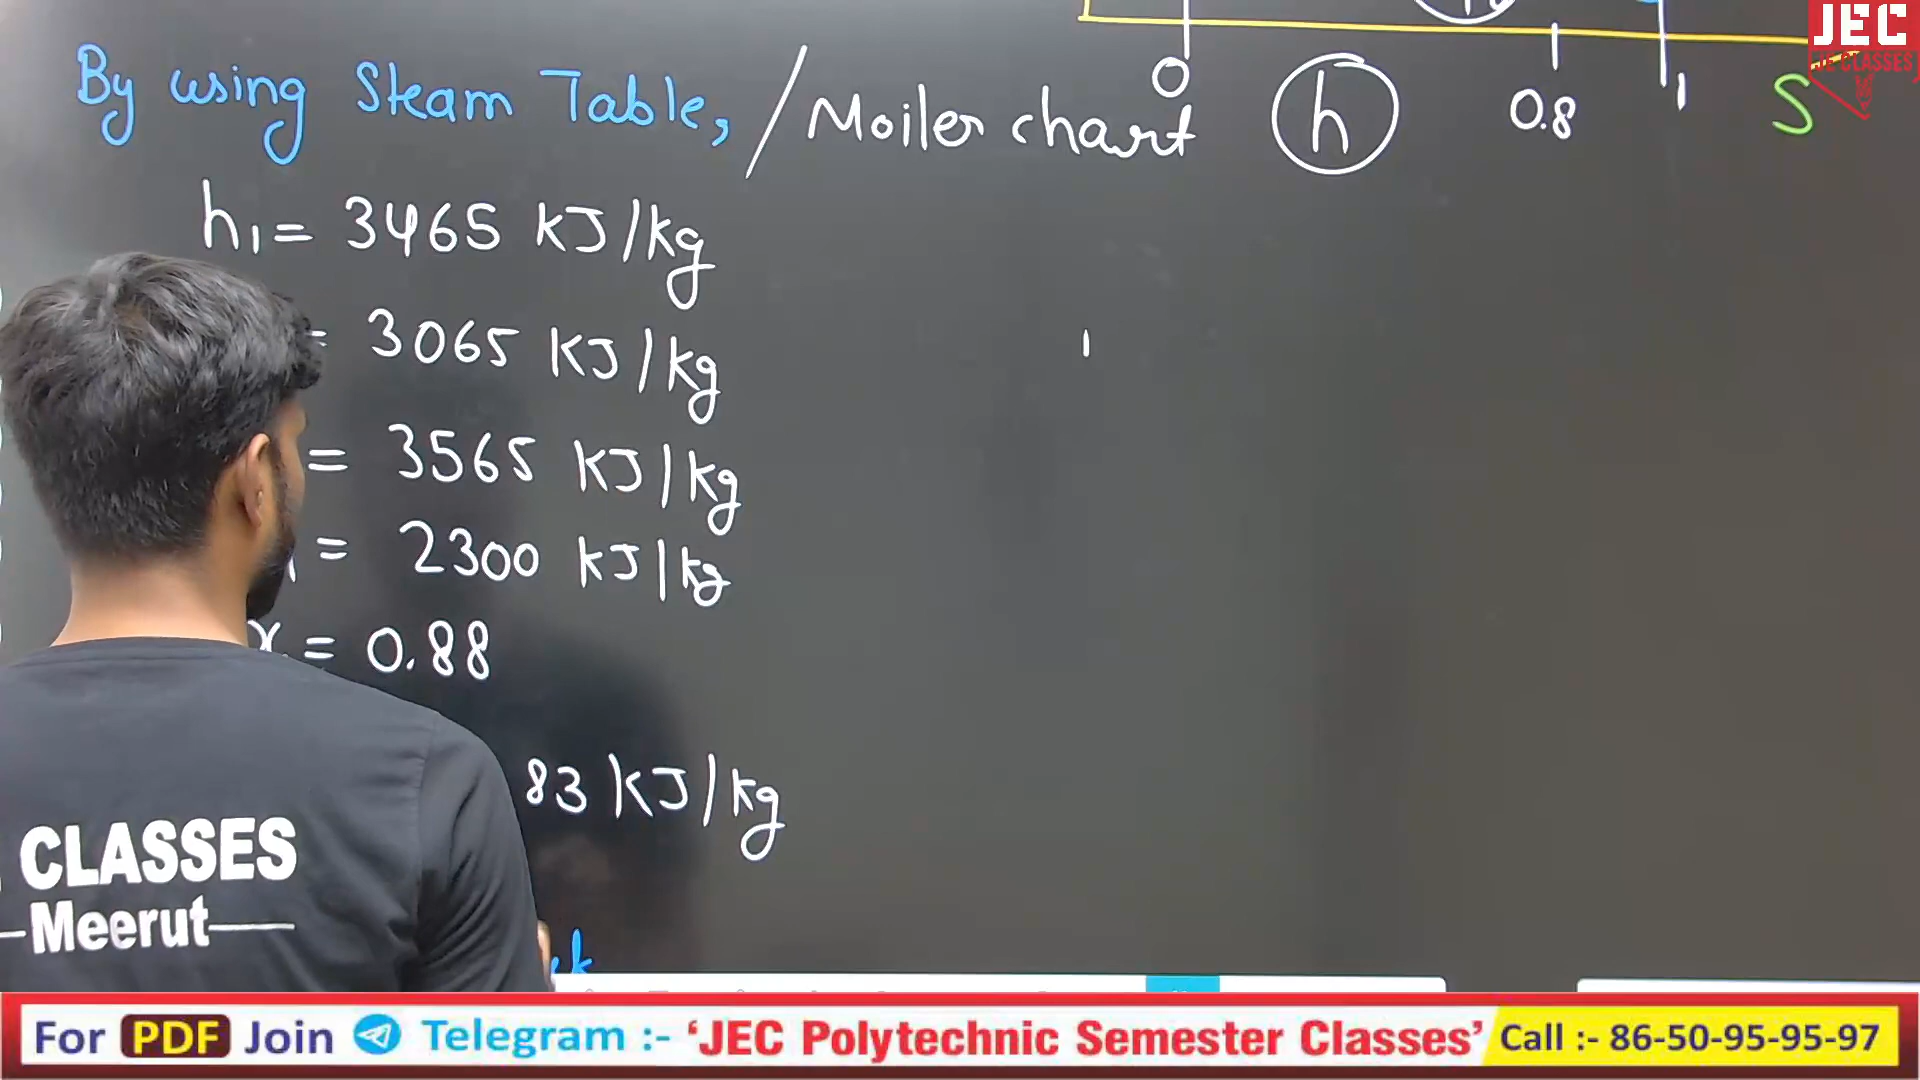 JEC
JE CLASSES
By using Steam Table, / Moiler chart
0 h 0.8 1 S
h1 = 3465 KJ/kg
= 3065 KJ/kg
= 3565 KJ/kg
= 2300 KJ/kg
x = 0.88
83 KJ/kg
CLASSES
Meerut
For PDF Join Telegram :- 'JEC Polytechnic Semester Classes' Call :- 86-50-95-95-97